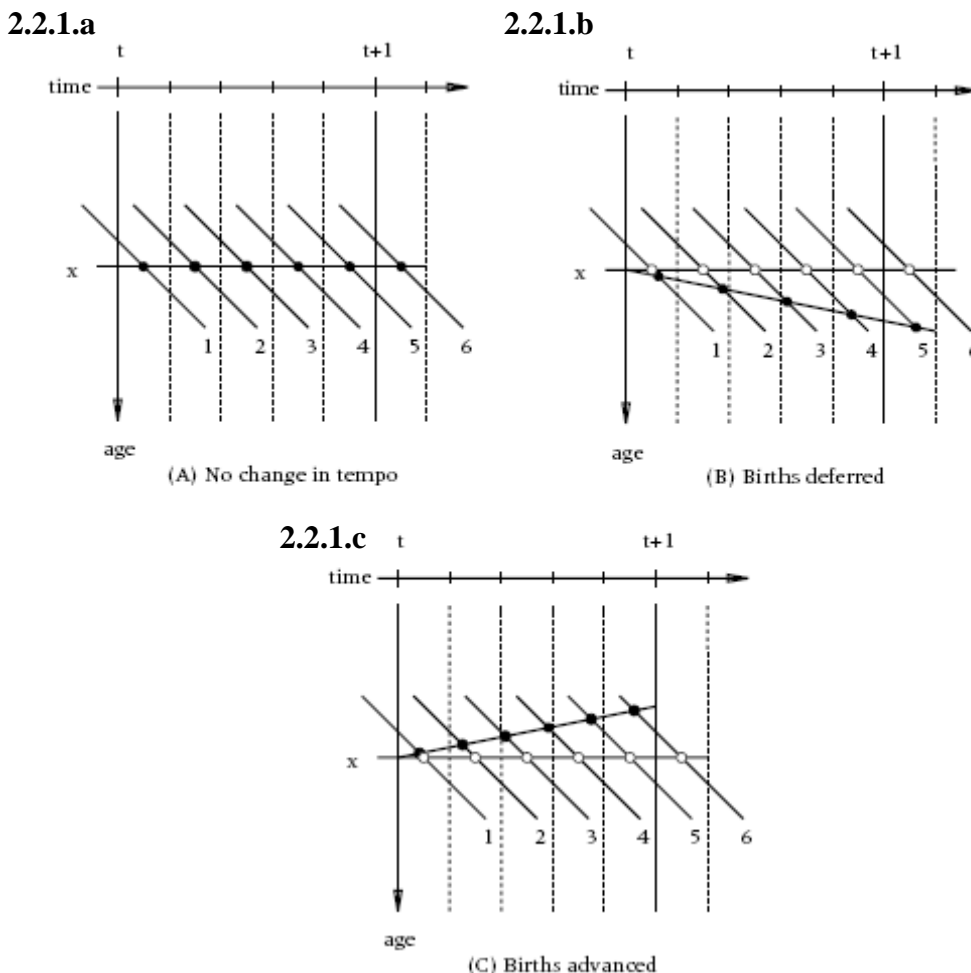 2.2.1.a
t t+1
time
x
1 2 3 4 5 6
age
(A) No change in tempo
2.2.1.b
t t+1
time
x
1 2 3 4 5 6
age
(B) Births deferred
2.2.1.c
t t+1
time
x
1 2 3 4 5 6
age
(C) Births advanced